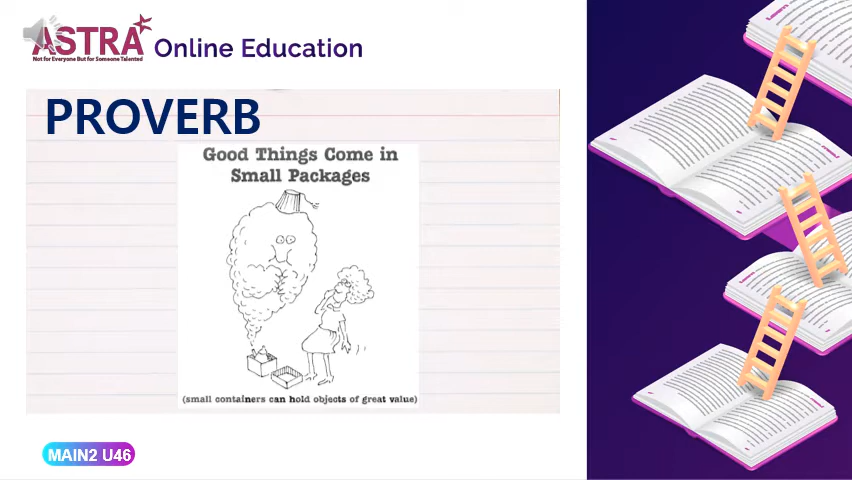 ASTRA
Not for Everyone But for Someone Talented
Online Education
PROVERB
Good Things Come in
Small Packages
(small containers can hold objects of great value)
MAIN2 U46